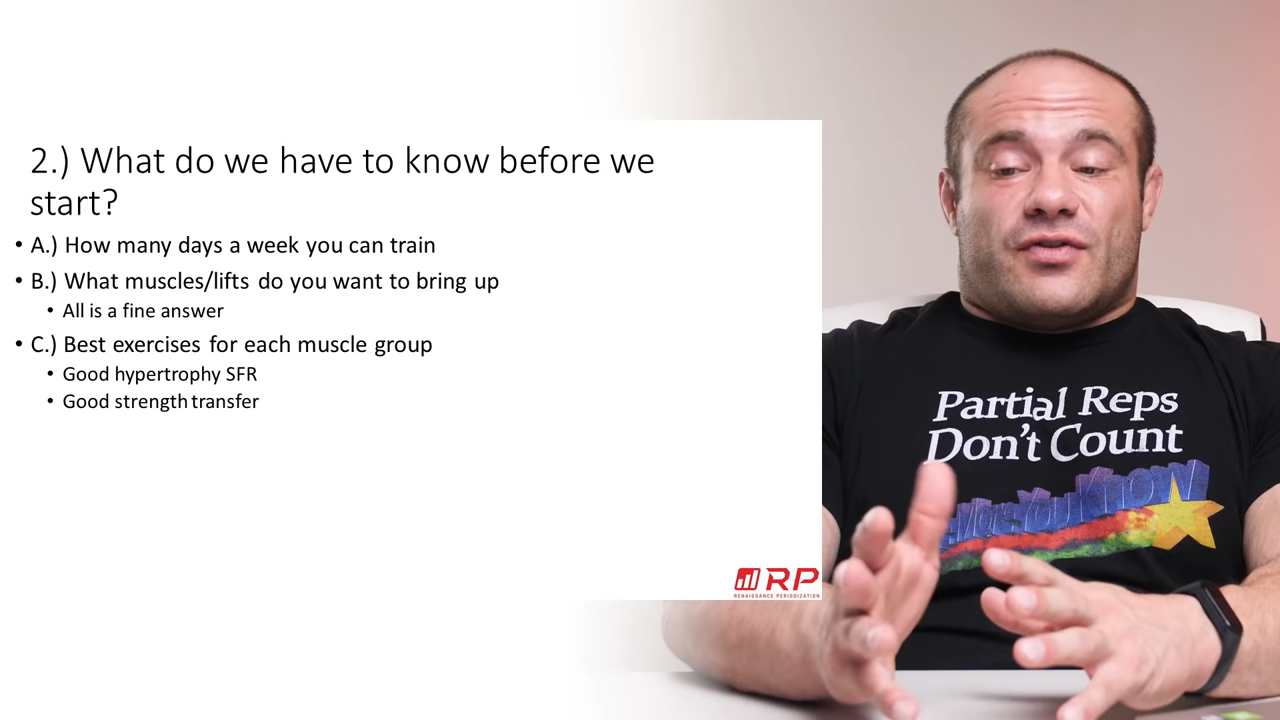 2.) What do we have to know before we
start?
• A.) How many days a week you can train
• B.) What muscles/lifts do you want to bring up
• All is a fine answer
• C.) Best exercises for each muscle group
• Good hypertrophy SFR
• Good strength transfer
RP
RENAISSANCE PERIODIZATION
Partial Reps
Don't Count
You Know